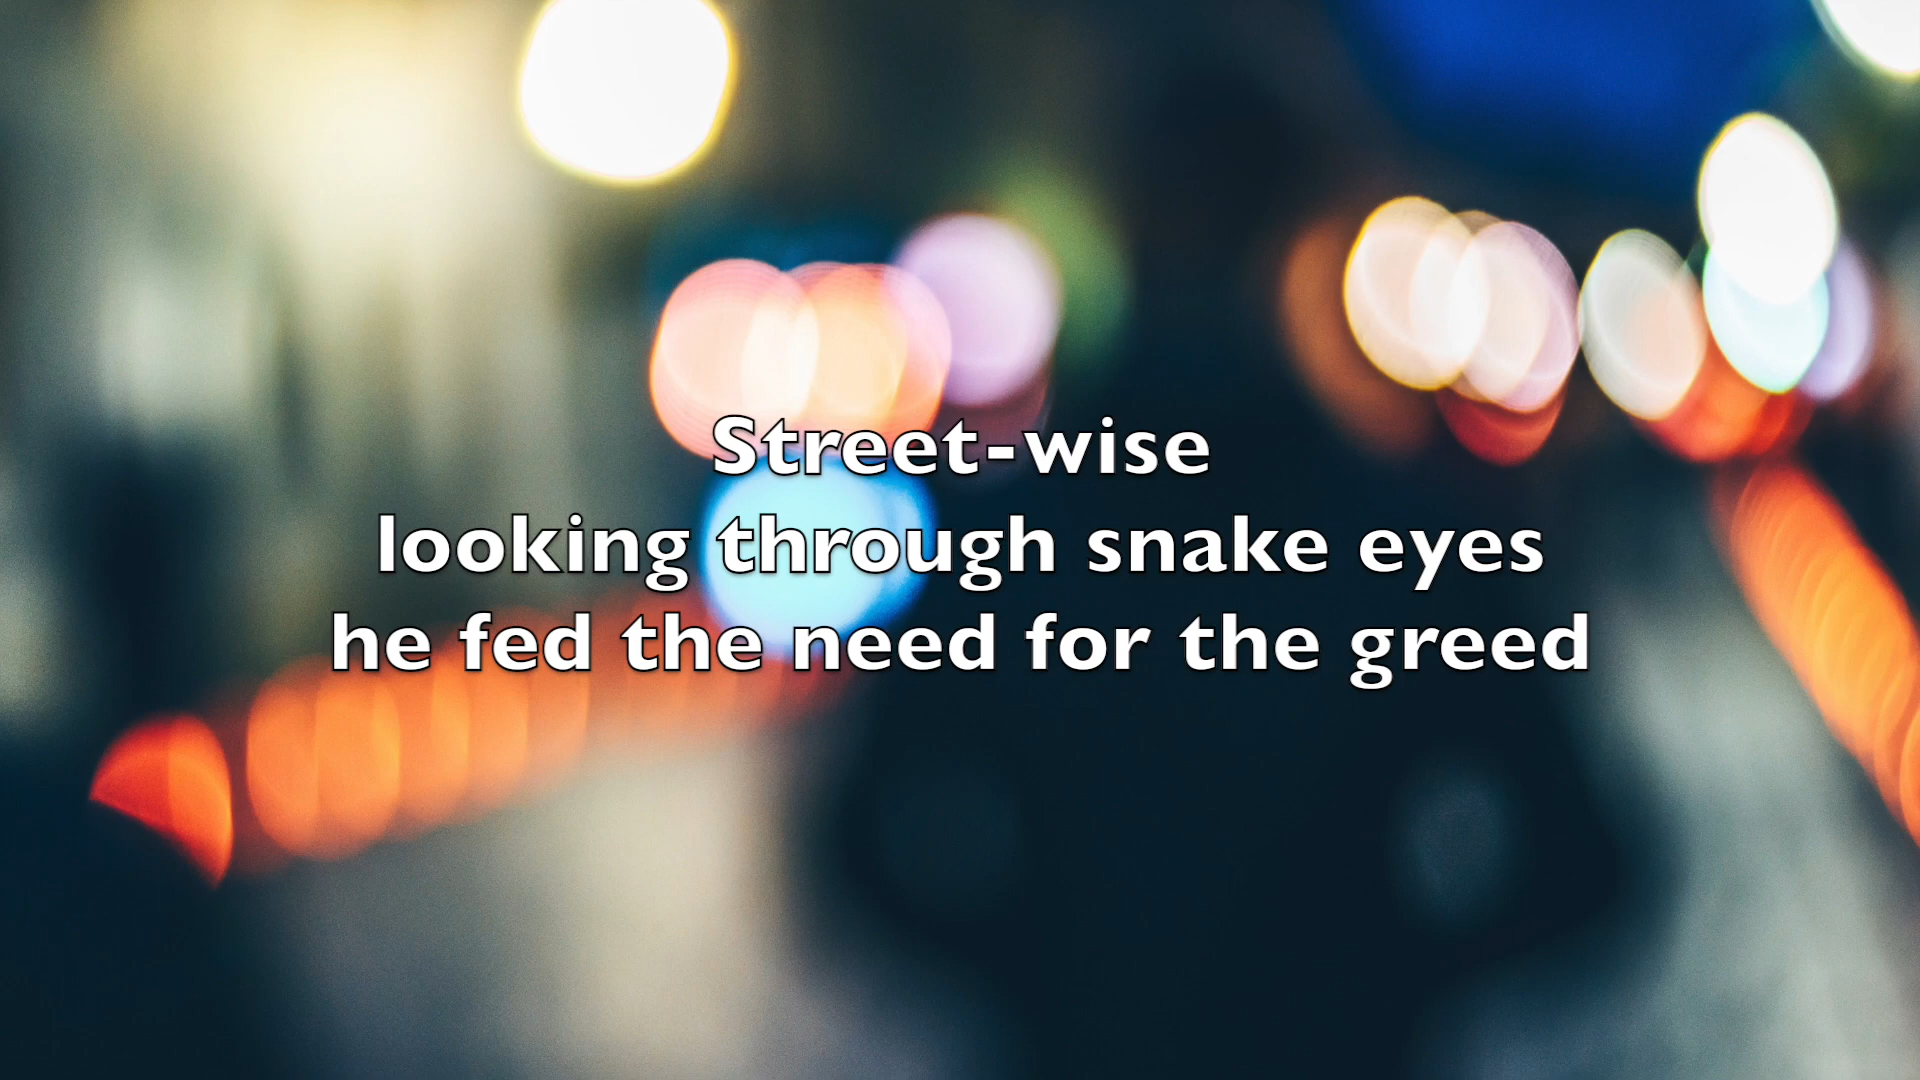 Street-wise
looking through snake eyes
he fed the need for the greed